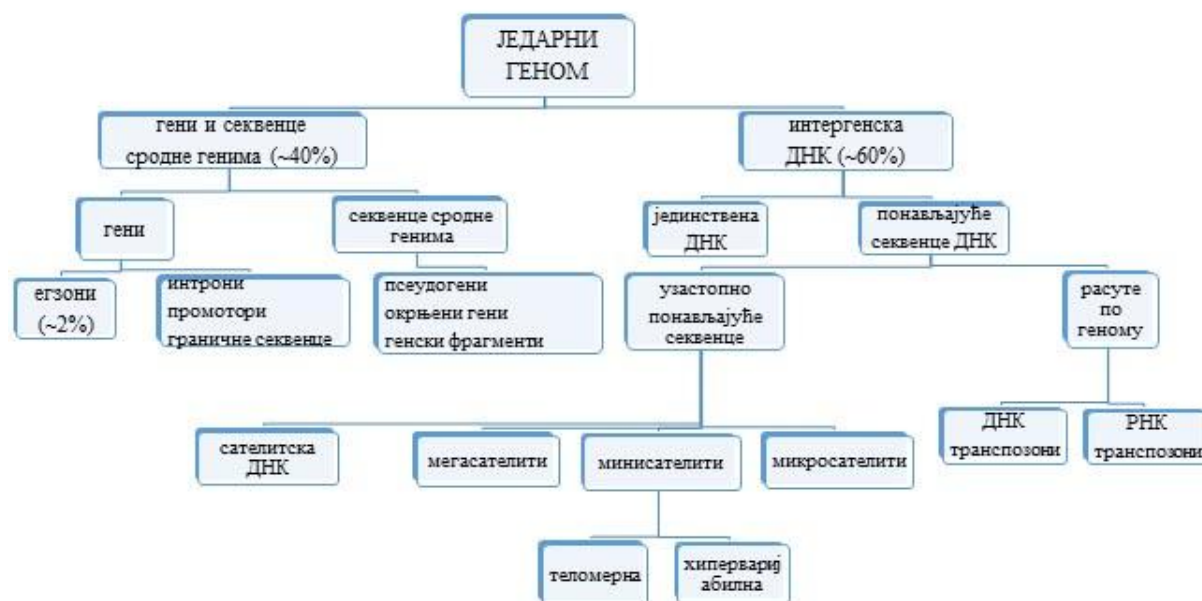 ЈЕДАРНИ
ГЕНОМ
гени и секвенце
сродне генима (~40%)
интергенска
ДНК (~60%)
гени
секвенце сродне
генима
јединствена
ДНК
понављајуће
секвенце ДНК
егзони
(~2%)
интрони
промотори
граничне секвенце
псеудогени
окрњени гени
генски фрагменти
узастопно
понављајуће
секвенце
расуте
по
геному
сателитска
ДНК
мегасателити
минисателити
микросателити
ДНК
транспозони
РНК
транспозони
теломерна
хипервариј
абилна